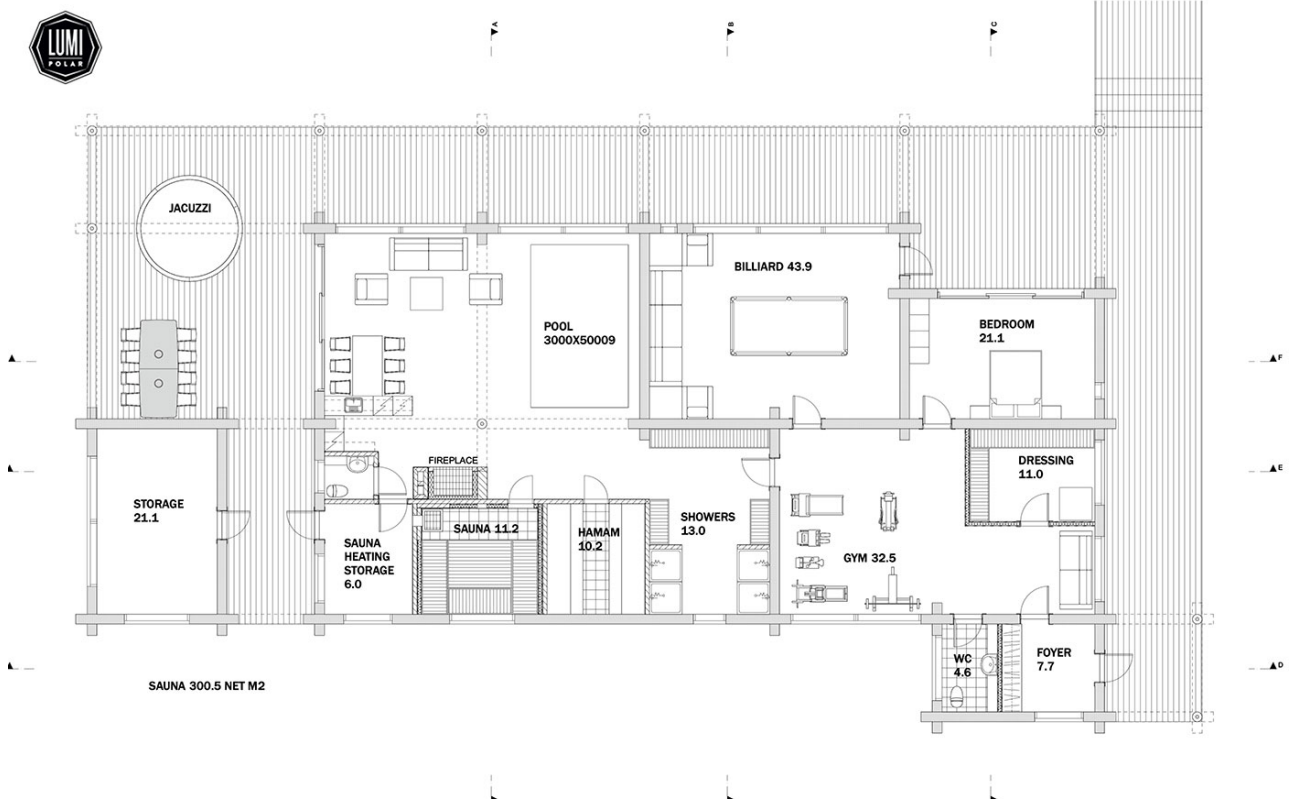 LUMI
POLAR
A
B
C
JACUZZI
BILLIARD 43.9
POOL
3000X50009
BEDROOM
21.1
F
FIREPLACE
DRESSING
11.0
E
STORAGE
21.1
SHOWERS
13.0
SAUNA 11.2
HAMAM
10.2
SAUNA
HEATING
STORAGE
6.0
GYM 32.5
WC
4.6
FOYER
7.7
D
SAUNA 300.5 NET M2